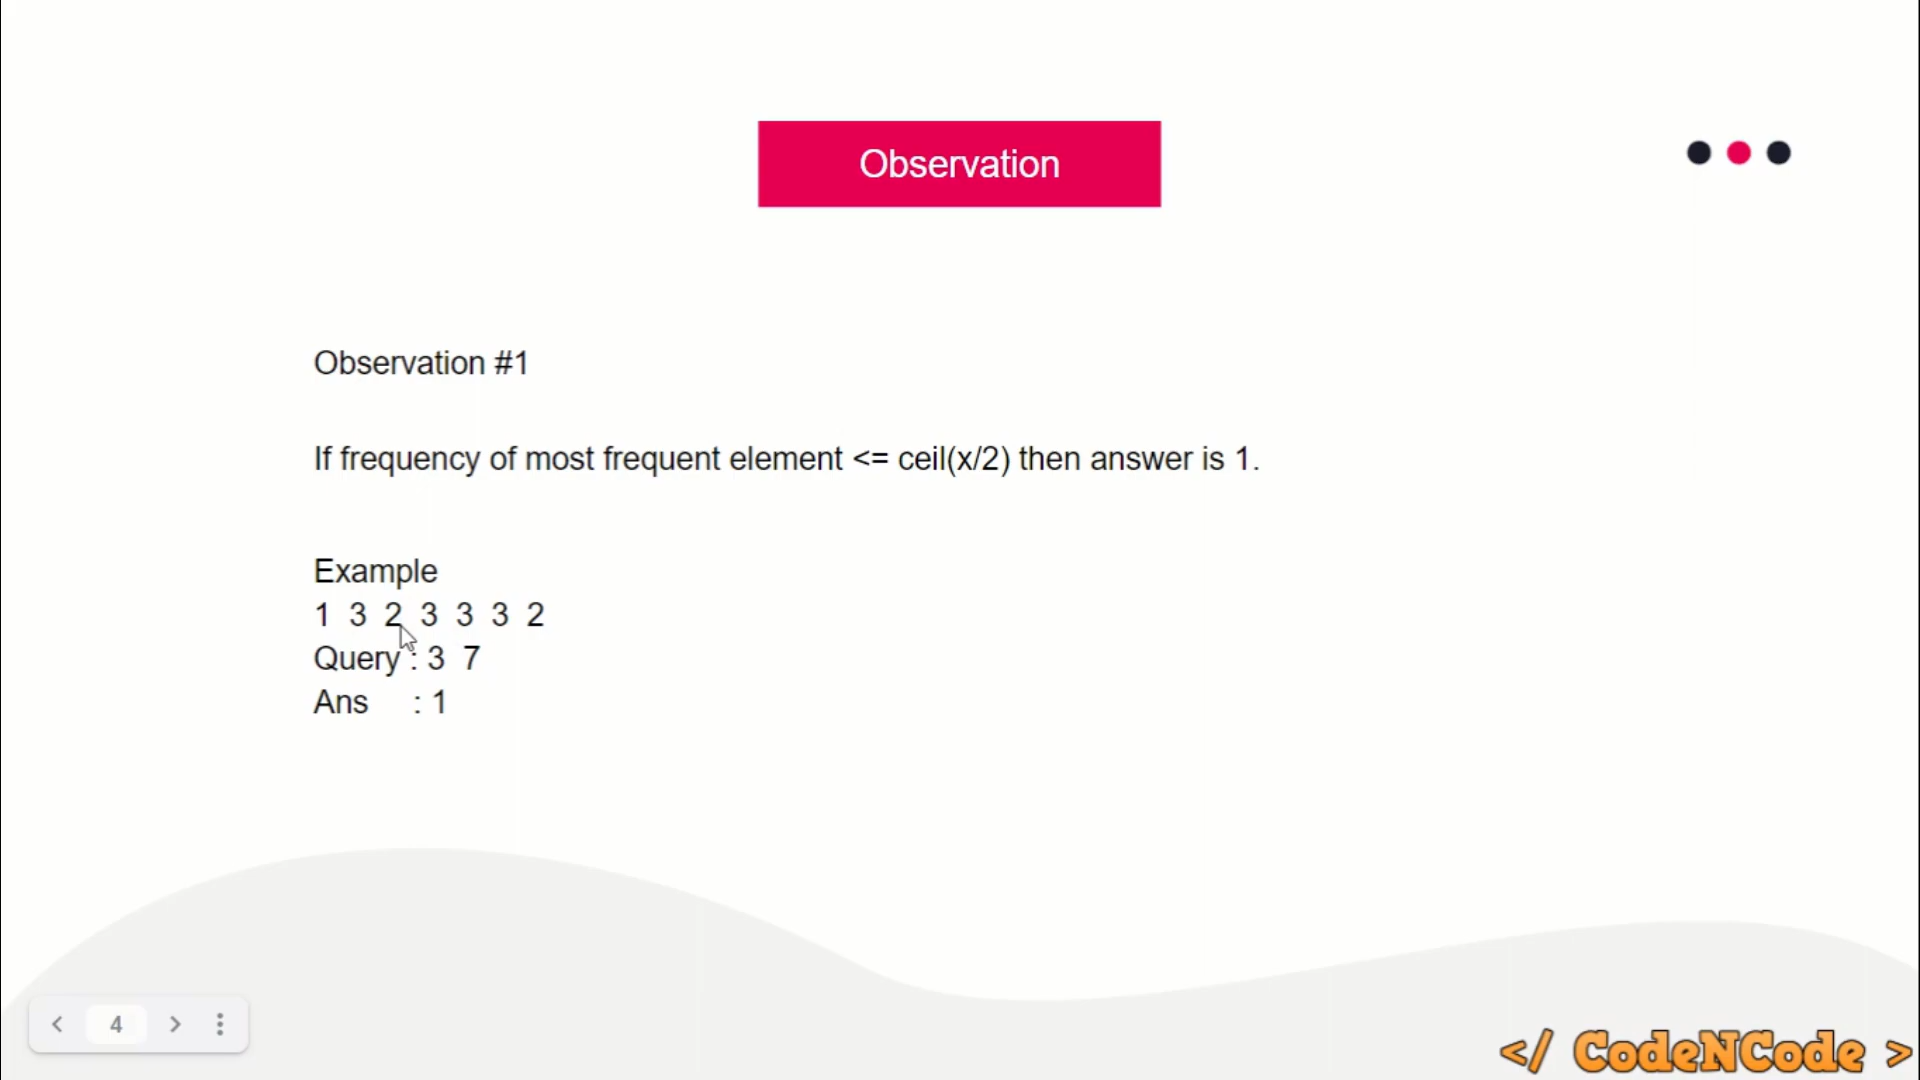 Observation
Observation #1
If frequency of most frequent element <= ceil(x/2) then answer is 1.
Example
1 3 2 3 3 3 2
Query : 3 7
Ans : 1
4
</ CodeNCode >